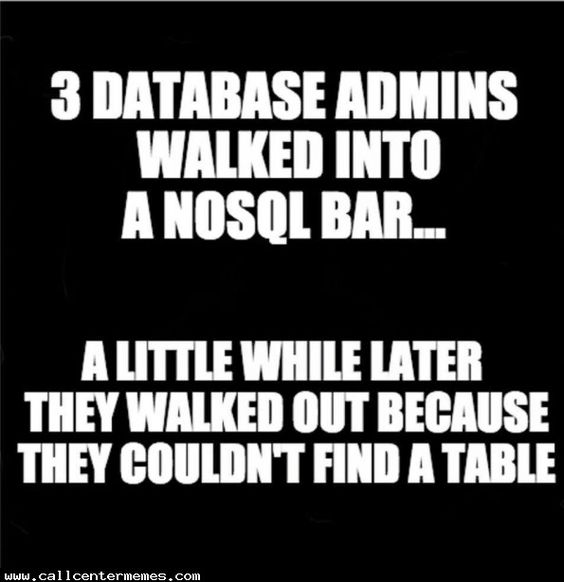 3 DATABASE ADMINS
WALKED INTO
A NOSQL BAR...
A LITTLE WHILE LATER
THEY WALKED OUT BECAUSE
THEY COULDN'T FIND A TABLE
www.callcentermemes.com